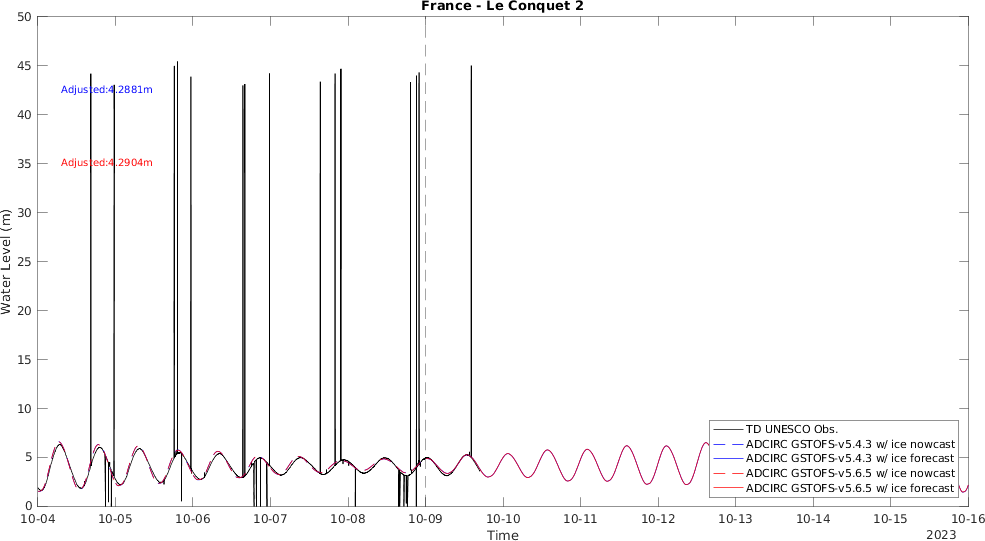 France - Le Conquet 2
50
45
40
35
30
25
20
15
10
5
0
Water Level (m)
Adjusted:4.2881m
Adjusted:4.2904m
TD UNESCO Obs.
ADCIRC GSTOFS-v5.4.3 w/ ice nowcast
ADCIRC GSTOFS-v5.4.3 w/ ice forecast
ADCIRC GSTOFS-v5.6.5 w/ ice nowcast
ADCIRC GSTOFS-v5.6.5 w/ ice forecast
10-04 10-05 10-06 10-07 10-08 10-09 10-10 10-11 10-12 10-13 10-14 10-15 10-16
Time
2023